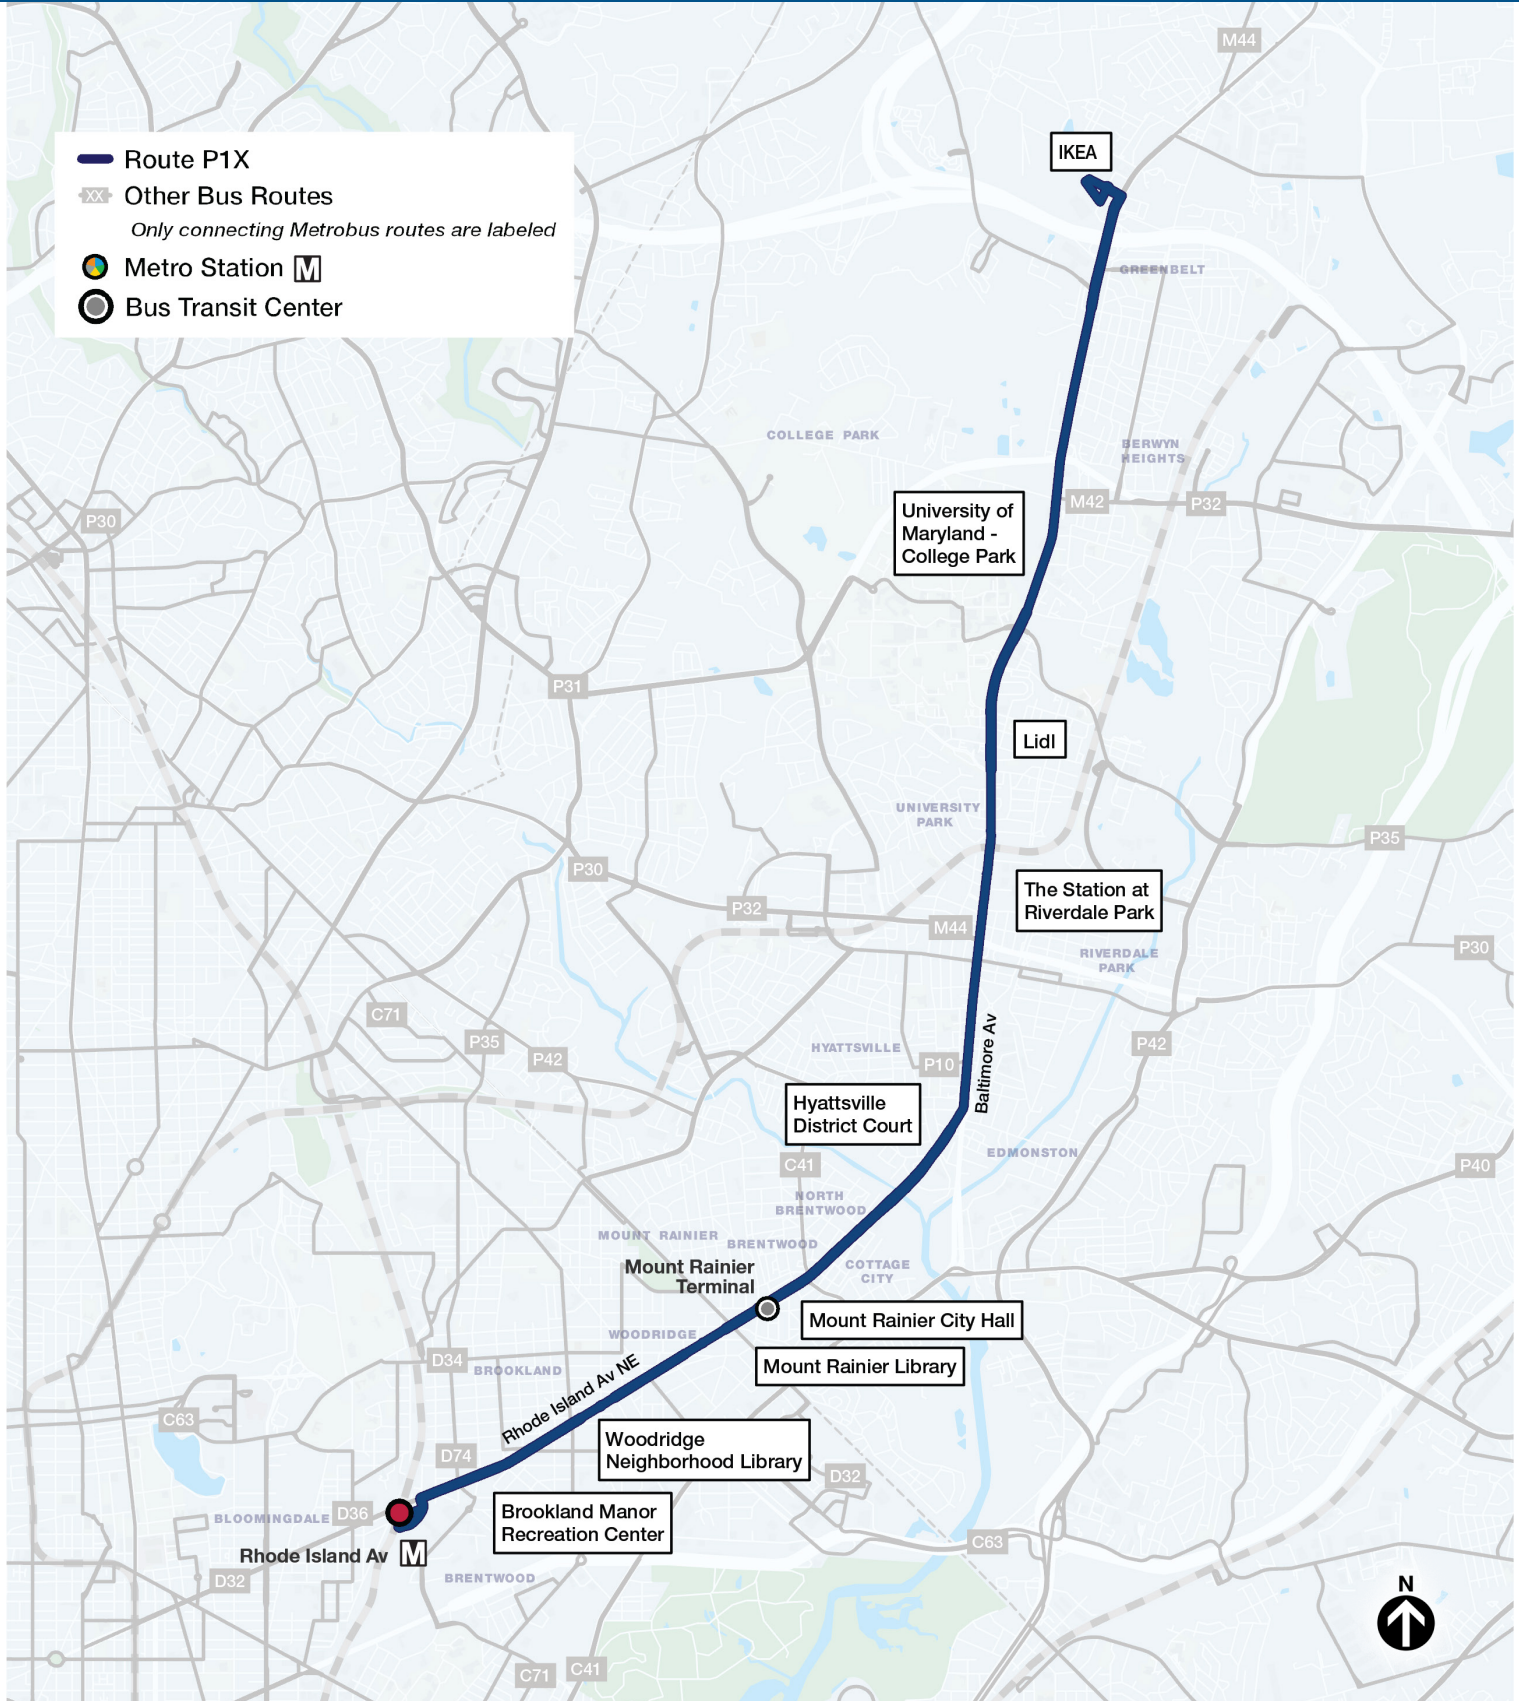 M44
IKEA
Route P1X
XX
Other Bus Routes
Only connecting Metrobus routes are labeled
Metro Station M
Bus Transit Center
GREENBELT
COLLEGE PARK
BERWYN
HEIGHTS
M42
P32
University of
Maryland -
College Park
P30
P31
Lidl
UNIVERSITY
PARK
P35
P30
The Station at
Riverdale Park
P32
M44
RIVERDALE
PARK
P30
C71
P35
P42
HYATTSVILLE
P10
Baltimore Av
P42
Hyattsville
District Court
C41
EDMONSTON
P40
NORTH
BRENTWOOD
MOUNT RAINIER
BRENTWOOD
COTTAGE
CITY
Mount Rainier
Terminal
Mount Rainier City Hall
WOODRIDGE
Mount Rainier Library
D34
BROOKLAND
Rhode Island Av NE
C63
Woodridge
Neighborhood Library
D74
D32
Brookland Manor
Recreation Center
BLOOMINGDALE
D36
Rhode Island Av M
C63
D32
BRENTWOOD
N
C71
C41